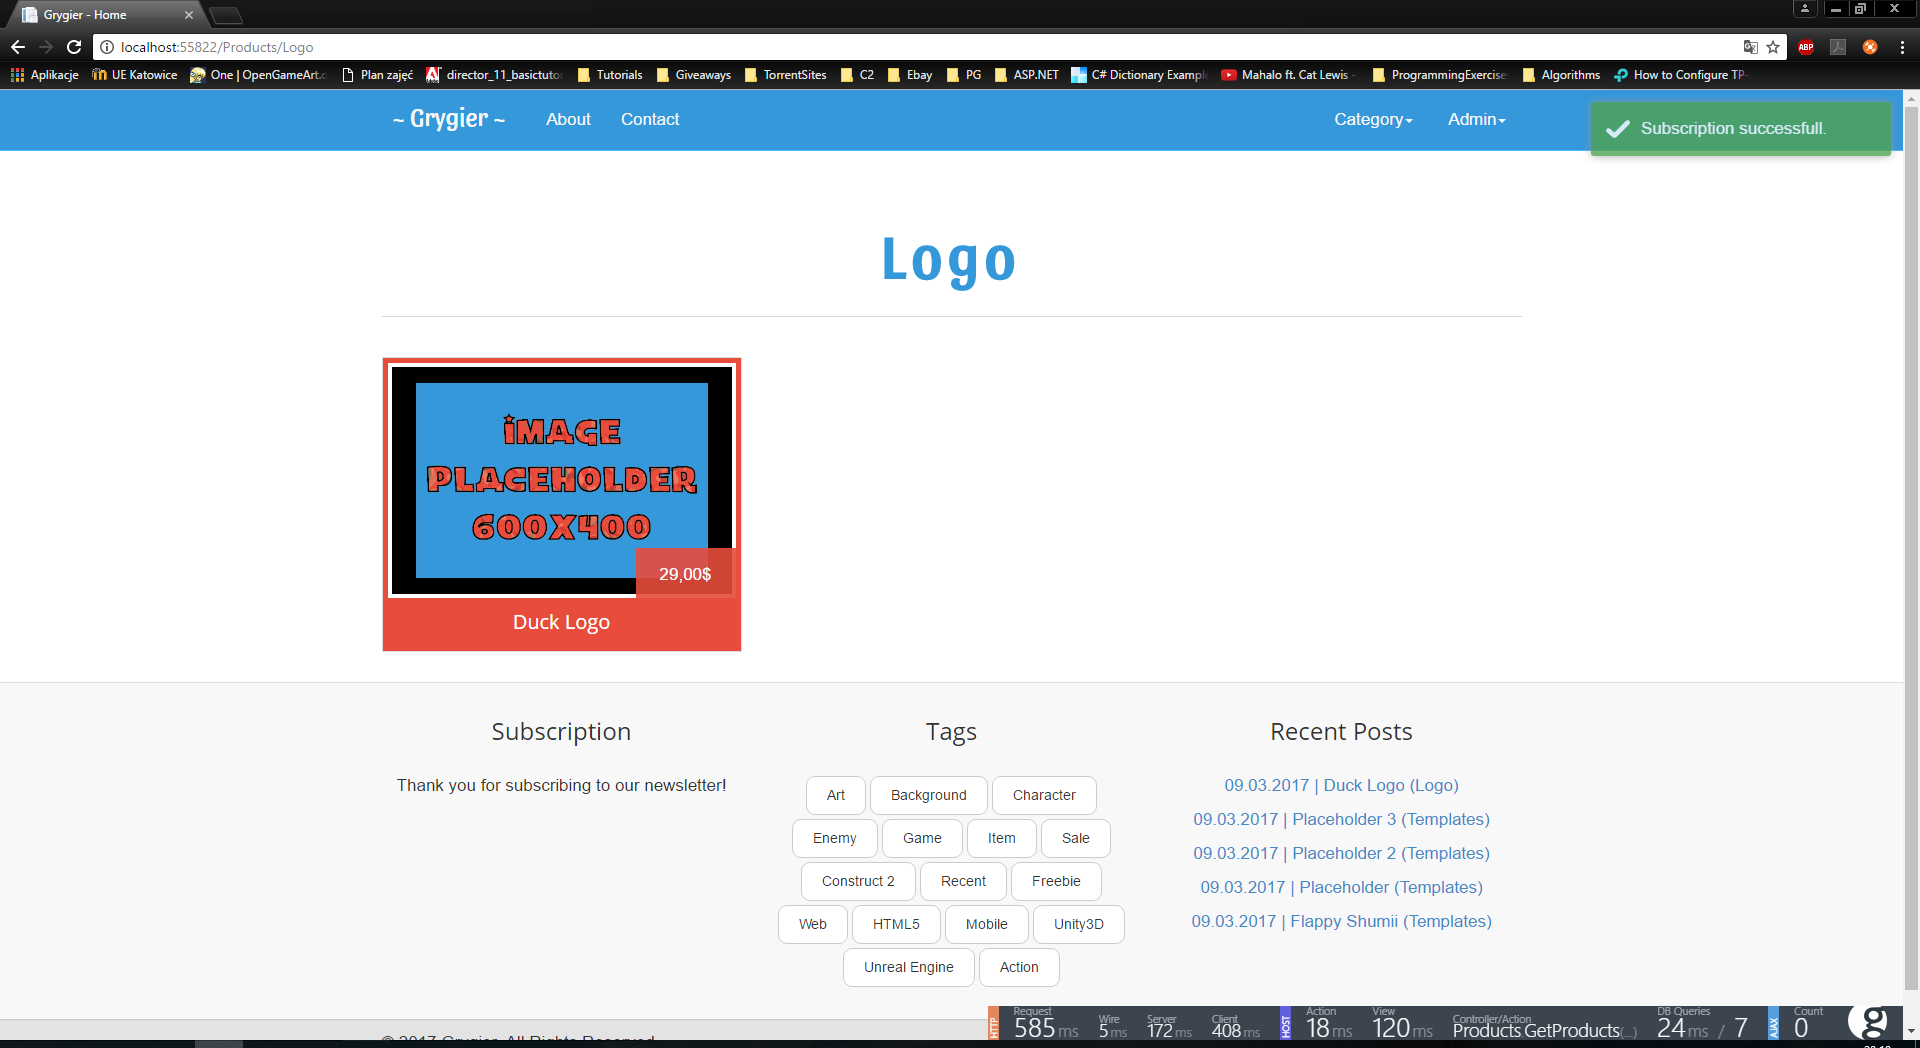 Grygier - Home
localhost:55822/Products/Logo
ABP
Aplikacje UE Katowice One | OpenGameArt.o Plan zajęć director_11_basictutor Tutorials Giveaways TorrentSites C2 Ebay PG ASP.NET C# Dictionary Exampl Mahalo ft. Cat Lewis - ProgrammingExercise Algorithms How to Configure TP-
~ Grygier ~ About Contact Category Admin
Subscription successfull.
Logo
IMAGE
PLACEHOLDER
600X400
29,00$
Duck Logo
Subscription
Thank you for subscribing to our newsletter!
Tags
Art Background Character
Enemy Game Item Sale
Construct 2 Recent Freebie
Web HTML5 Mobile Unity3D
Unreal Engine Action
Recent Posts
09.03.2017 | Duck Logo (Logo)
09.03.2017 | Placeholder 3 (Templates)
09.03.2017 | Placeholder 2 (Templates)
09.03.2017 | Placeholder (Templates)
09.03.2017 | Flappy Shumii (Templates)
© 2017 Grygier. All Rights Reserved
HTTP
Request 585 ms
Wire 5 ms
Server 172 ms
Client 408 ms
HOST
Action 18 ms
View 120 ms
Controller/Action Products.GetProducts(...)
DB Queries 24 ms / 7
AJAX
Count 0
g